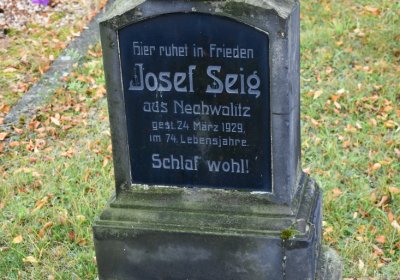 Hier ruhet in Frieden
Josef Seig
aus Nechwalitz
gest. 24. März 1929,
im 74. Lebensjahre.
Schlaf wohl!